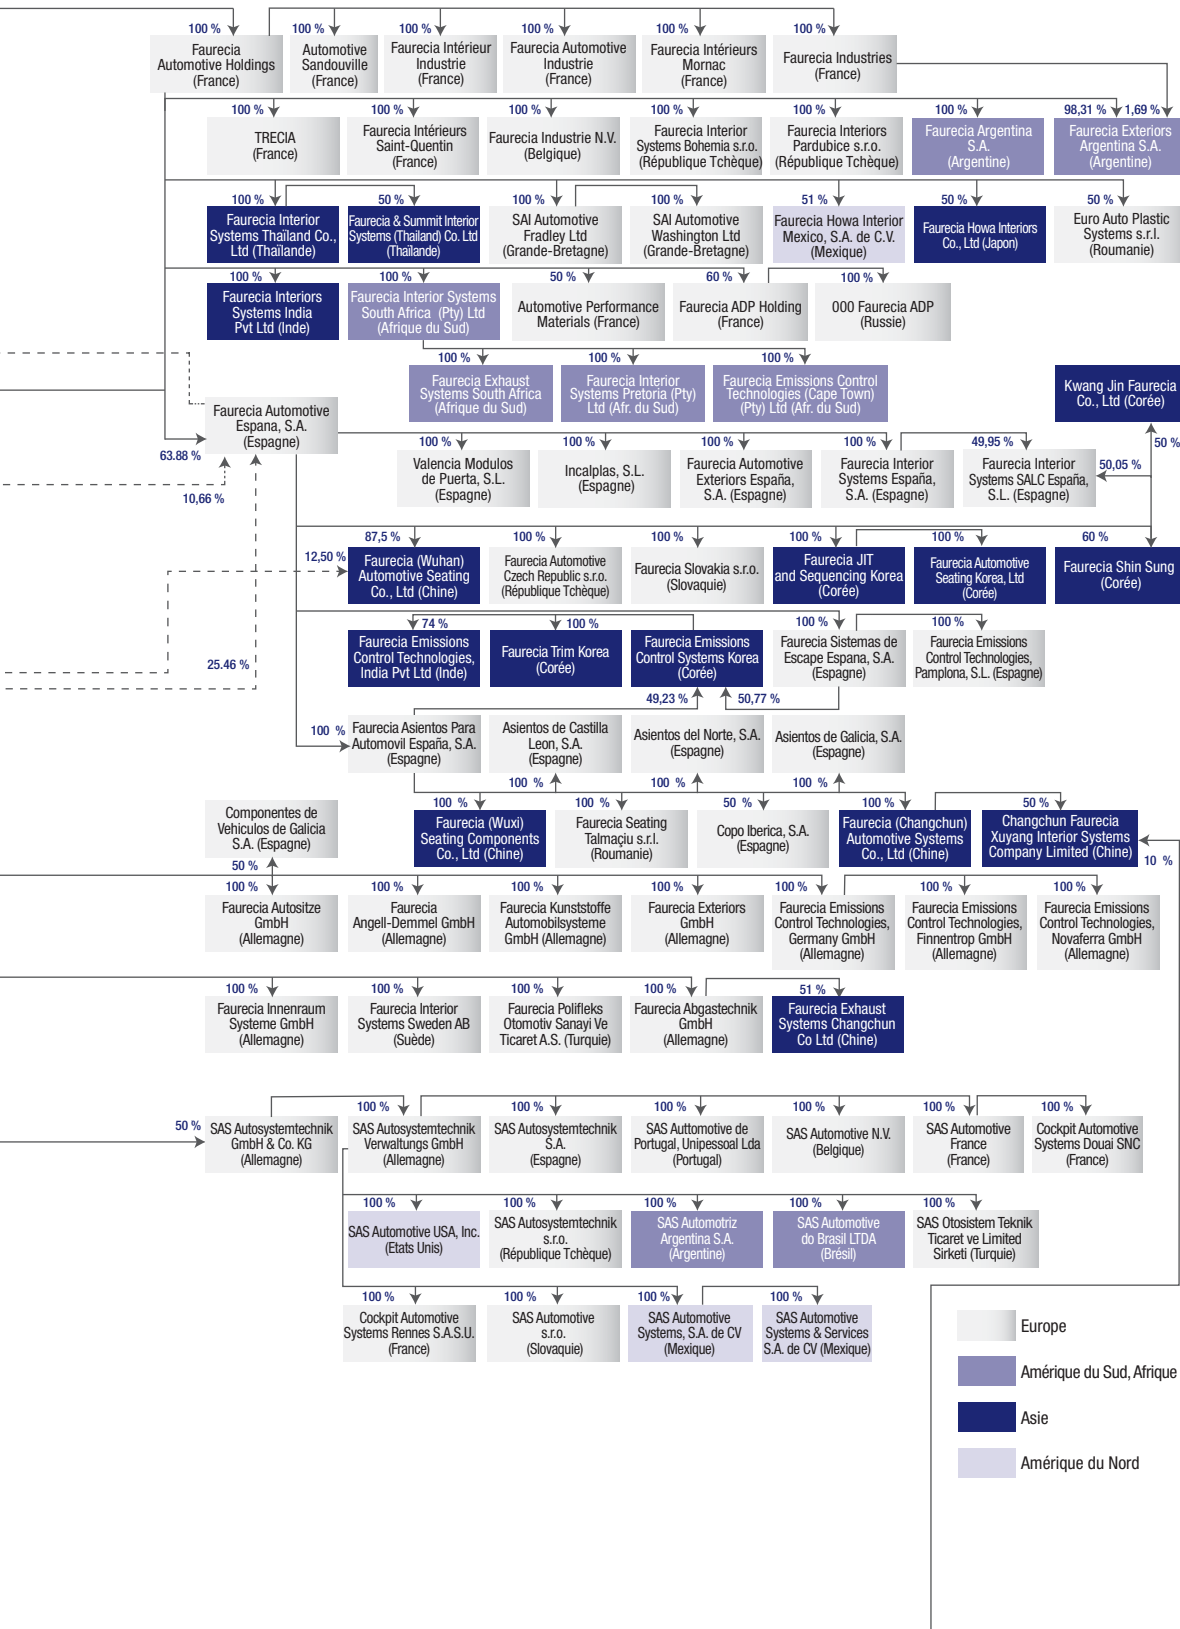 100 %
100 %
100 %
100 %
100 %
100 %
Faurecia
Automotive Holdings
(France)
Automotive
Sandouville
(France)
Faurecia Intérieur
Industrie
(France)
Faurecia Automotive
Industrie
(France)
Faurecia Intérieurs
Mornac
(France)
Faurecia Industries
(France)
100 %
100 %
100 %
100 %
100 %
100 %
98,31 %
1,69 %
TRECIA
(France)
Faurecia Intérieurs
Saint-Quentin
(France)
Faurecia Industrie N.V.
(Belgique)
Faurecia Interior
Systems Bohemia s.r.o.
(République Tchèque)
Faurecia Interiors
Pardubice s.r.o.
(République Tchèque)
Faurecia Argentina
S.A.
(Argentine)
Faurecia Exteriors
Argentina S.A.
(Argentine)
100 %
50 %
100 %
100 %
51 %
50 %
50 %
Faurecia Interior
Systems Thaïland Co.,
Ltd (Thaïlande)
Faurecia & Summit Interior
Systems (Thailand) Co. Ltd
(Thaïlande)
SAI Automotive
Fradley Ltd
(Grande-Bretagne)
SAI Automotive
Washington Ltd
(Grande-Bretagne)
Faurecia Howa Interior
Mexico, S.A. de C.V.
(Mexique)
Faurecia Howa Interiors
Co., Ltd (Japon)
Euro Auto Plastic
Systems s.r.l.
(Roumanie)
100 %
100 %
50 %
60 %
100 %
Faurecia Interiors
Systems India
Pvt Ltd (Inde)
Faurecia Interior Systems
South Africa (Pty) Ltd
(Afrique du Sud)
Automotive Performance
Materials (France)
Faurecia ADP Holding
(France)
OOO Faurecia ADP
(Russie)
100 %
100 %
100 %
Faurecia Exhaust
Systems South Africa
(Afrique du Sud)
Faurecia Interior
Systems Pretoria (Pty)
Ltd (Afr. du Sud)
Faurecia Emissions Control
Technologies (Cape Town)
(Pty) Ltd (Afr. du Sud)
Kwang Jin Faurecia
Co., Ltd (Corée)
Faurecia Automotive
Espana, S.A.
(Espagne)
63.88 %
10,66 %
100 %
100 %
100 %
100 %
49,95 %
50 %
50,05 %
Valencia Modulos
de Puerta, S.L.
(Espagne)
Incalplas, S.L.
(Espagne)
Faurecia Automotive
Exteriors España,
S.A. (Espagne)
Faurecia Interior
Systems España,
S.A. (Espagne)
Faurecia Interior
Systems SALC España,
S.L. (Espagne)
87,5 %
100 %
100 %
100 %
100 %
60 %
12,50 %
Faurecia (Wuhan)
Automotive Seating
Co., Ltd (Chine)
Faurecia Automotive
Czech Republic s.r.o.
(République Tchèque)
Faurecia Slovakia s.r.o.
(Slovaquie)
Faurecia JIT
and Sequencing Korea
(Corée)
Faurecia Automotive
Seating Korea, Ltd
(Corée)
Faurecia Shin Sung
(Corée)
74 %
100 %
100 %
100 %
25.46 %
Faurecia Emissions
Control Technologies,
India Pvt Ltd (Inde)
Faurecia Trim Korea
(Corée)
Faurecia Emissions
Control Systems Korea
(Corée)
Faurecia Sistemas de
Escape Espana, S.A.
(Espagne)
Faurecia Emissions
Control Technologies,
Pamplona, S.L. (Espagne)
49,23 %
50,77 %
100 %
Faurecia Asientos Para
Automovil España, S.A.
(Espagne)
Asientos de Castilla
Leon, S.A.
(Espagne)
Asientos del Norte, S.A.
(Espagne)
Asientos de Galicia, S.A.
(Espagne)
100 %
100 %
100 %
100 %
100 %
50 %
100 %
50 %
Componentes de
Vehiculos de Galicia
S.A. (Espagne)
Faurecia (Wuxi)
Seating Components
Co., Ltd (Chine)
Faurecia Seating
Talmaçiu s.r.l.
(Roumanie)
Copo Iberica, S.A.
(Espagne)
Faurecia (Changchun)
Automotive Systems
Co., Ltd (Chine)
Changchun Faurecia
Xuyang Interior Systems
Company Limited (Chine)
10 %
50 %
100 %
100 %
100 %
100 %
100 %
100 %
100 %
Faurecia Autositze
GmbH
(Allemagne)
Faurecia
Angell-Demmel GmbH
(Allemagne)
Faurecia Kunststoffe
Automobilsysteme
GmbH (Allemagne)
Faurecia Exteriors
GmbH
(Allemagne)
Faurecia Emissions
Control Technologies,
Germany GmbH
(Allemagne)
Faurecia Emissions
Control Technologies,
Finnentrop GmbH
(Allemagne)
Faurecia Emissions
Control Technologies,
Novaferra GmbH
(Allemagne)
100 %
100 %
100 %
100 %
51 %
Faurecia Innenraum
Systeme GmbH
(Allemagne)
Faurecia Interior
Systems Sweden AB
(Suède)
Faurecia Polifleks
Otomotiv Sanayi Ve
Ticaret A.S. (Turquie)
Faurecia Abgastechnik
GmbH
(Allemagne)
Faurecia Exhaust
Systems Changchun
Co Ltd (Chine)
50 %
100 %
100 %
100 %
100 %
100 %
100 %
SAS Autosystemtechnik
GmbH & Co. KG
(Allemagne)
SAS Autosystemtechnik
Verwaltungs GmbH
(Allemagne)
SAS Autosystemtechnik
S.A.
(Espagne)
SAS Auttomotive de
Portugal, Unipessoal Lda
(Portugal)
SAS Automotive N.V.
(Belgique)
SAS Automotive
France
(France)
Cockpit Automotive
Systems Douai SNC
(France)
100 %
100 %
100 %
100 %
100 %
SAS Automotive USA, Inc.
(Etats Unis)
SAS Autosystemtechnik
s.r.o.
(République Tchèque)
SAS Automotriz
Argentina S.A.
(Argentine)
SAS Automotive
do Brasil LTDA
(Brésil)
SAS Otosistem Teknik
Ticaret ve Limited
Sirketi (Turquie)
100 %
100 %
100 %
100 %
Cockpit Automotive
Systems Rennes S.A.S.U.
(France)
SAS Automotive
s.r.o.
(Slovaquie)
SAS Automotive
Systems, S.A. de CV
(Mexique)
SAS Automotive
Systems & Services
S.A. de CV (Mexique)
Europe
Amérique du Sud, Afrique
Asie
Amérique du Nord